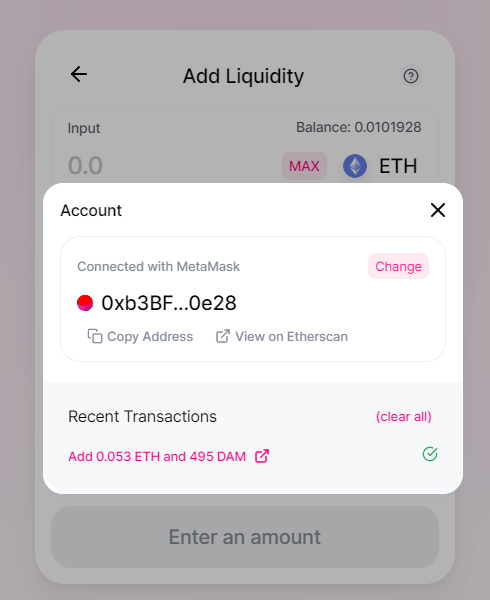 Add Liquidity
Input
Balance: 0.0101928
0.0
MAX
ETH
Account
Connected with MetaMask
Change
0xb3BF...0e28
Copy Address
View on Etherscan
Recent Transactions
(clear all)
Add 0.053 ETH and 495 DAM
Enter an amount